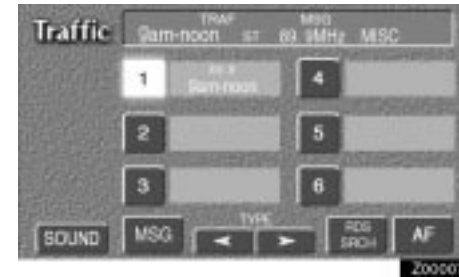 Traffic
TRAF MSG
9am-noon ST 89.9MHz MISC
1
9am-noon
4
2
5
3
6
TYPE
SOUND
MSG
RDS
SRCH
AF